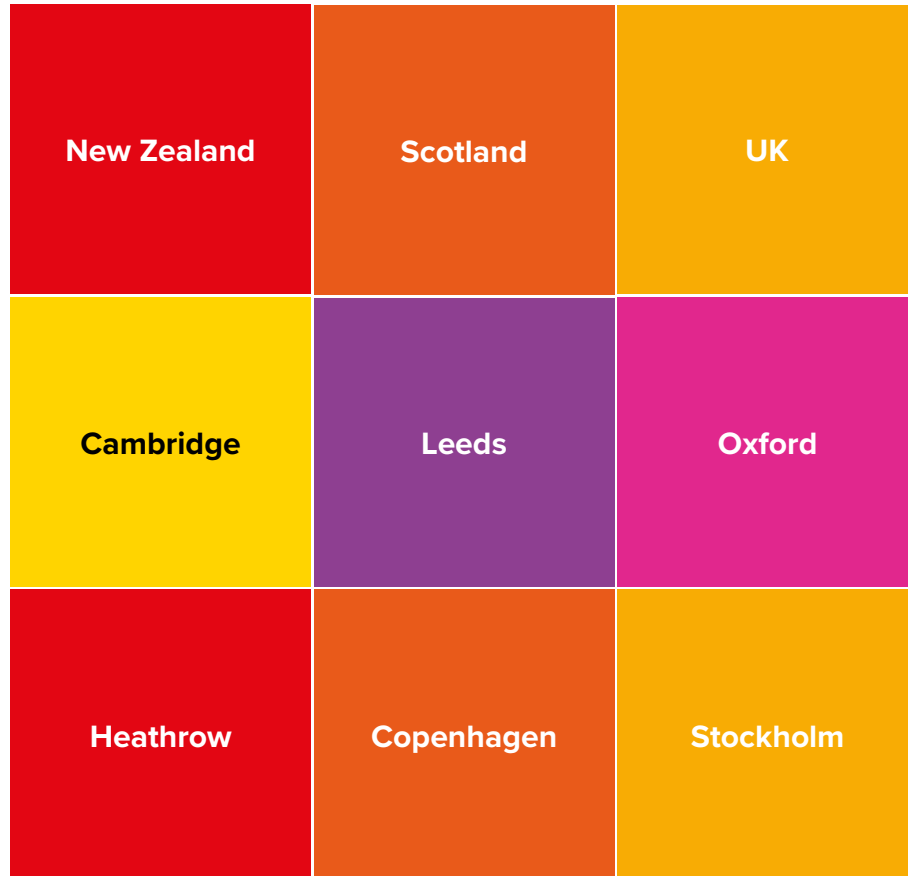 New Zealand
Scotland
UK
Cambridge
Leeds
Oxford
Heathrow
Copenhagen
Stockholm